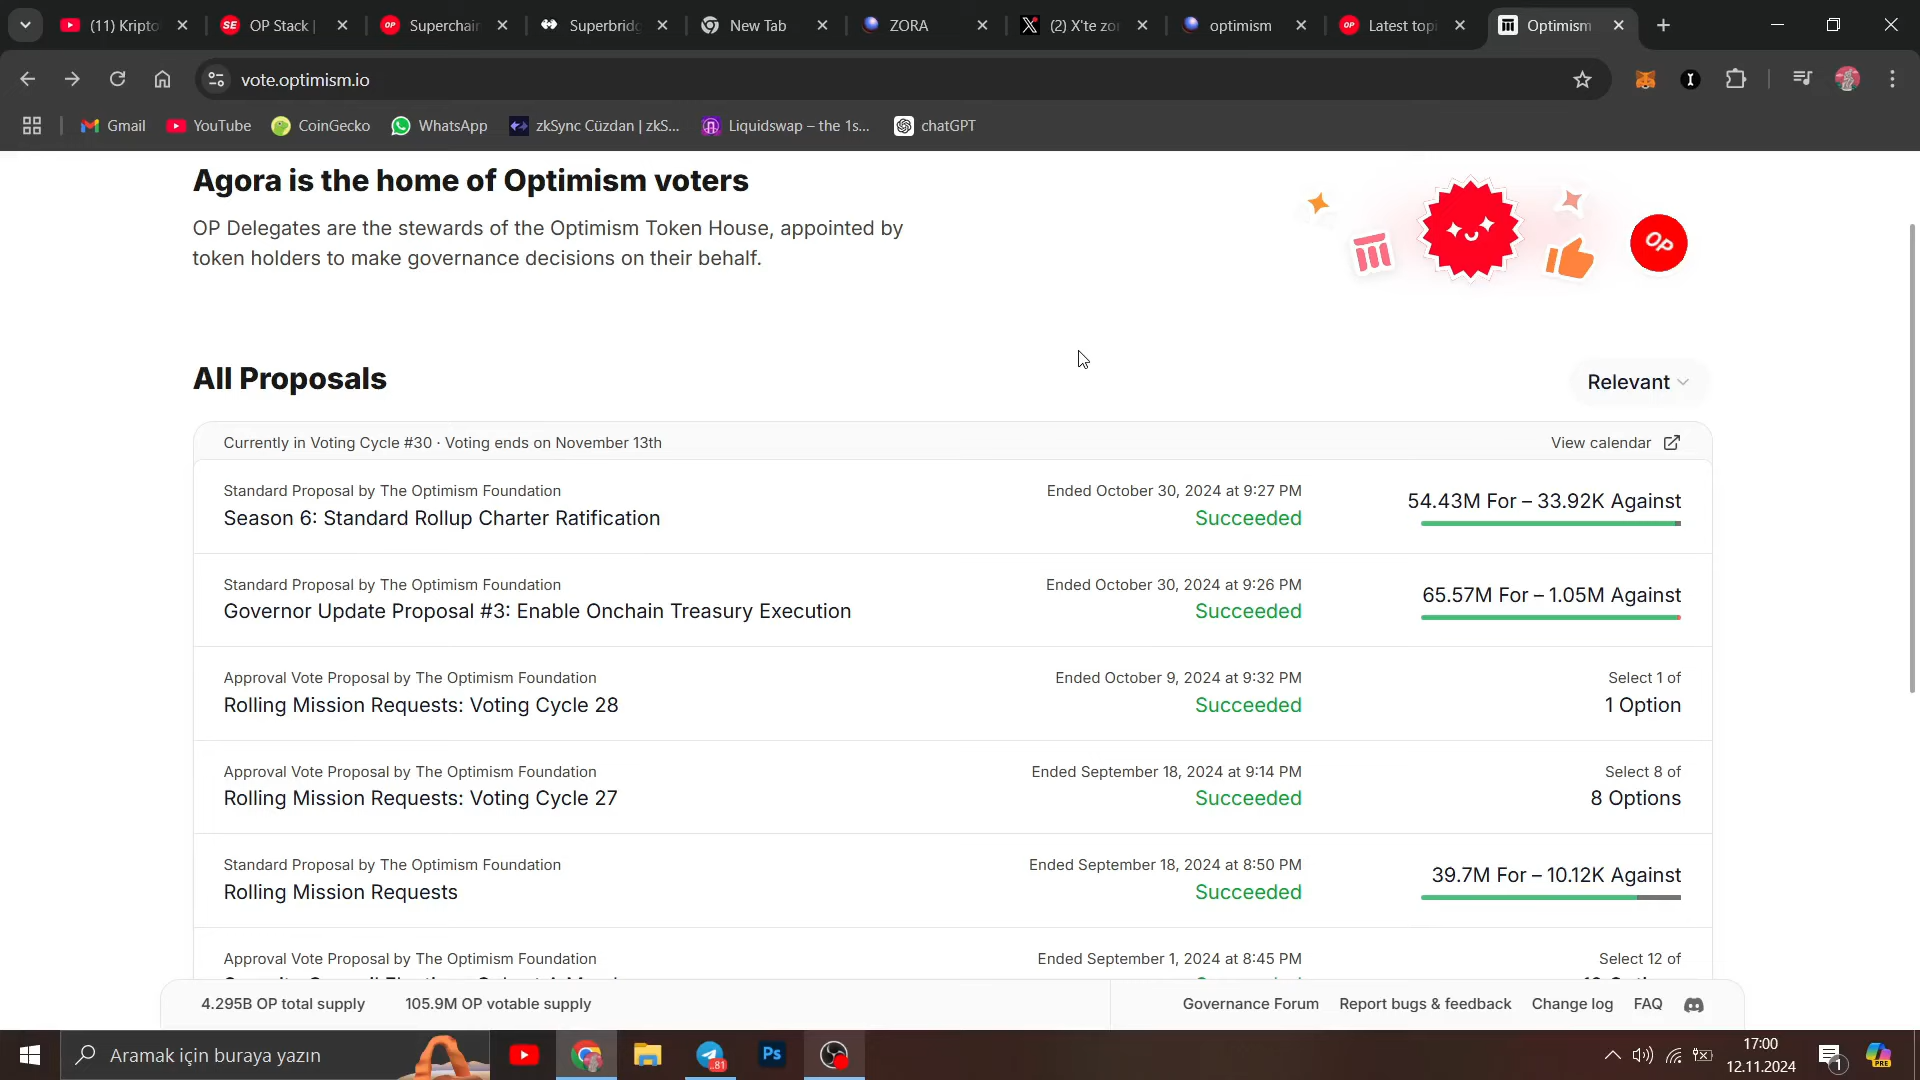 (11) Kripto
OP Stack |
Superchain
Superbridg
New Tab
ZORA
(2) X'te zo
optimism
Latest top
Optimism
vote.optimism.io
Gmail
YouTube
CoinGecko
WhatsApp
zkSync Cüzdan | zkS...
Liquidswap – the 1s...
chatGPT
Agora is the home of Optimism voters
OP Delegates are the stewards of the Optimism Token House, appointed by
token holders to make governance decisions on their behalf.
OP
All Proposals
Relevant
Currently in Voting Cycle #30 · Voting ends on November 13th
View calendar
Standard Proposal by The Optimism Foundation
Season 6: Standard Rollup Charter Ratification
Ended October 30, 2024 at 9:27 PM
Succeeded
54.43M For – 33.92K Against
Standard Proposal by The Optimism Foundation
Governor Update Proposal #3: Enable Onchain Treasury Execution
Ended October 30, 2024 at 9:26 PM
Succeeded
65.57M For – 1.05M Against
Approval Vote Proposal by The Optimism Foundation
Rolling Mission Requests: Voting Cycle 28
Ended October 9, 2024 at 9:32 PM
Succeeded
Select 1 of
1 Option
Approval Vote Proposal by The Optimism Foundation
Rolling Mission Requests: Voting Cycle 27
Ended September 18, 2024 at 9:14 PM
Succeeded
Select 8 of
8 Options
Standard Proposal by The Optimism Foundation
Rolling Mission Requests
Ended September 18, 2024 at 8:50 PM
Succeeded
39.7M For – 10.12K Against
Approval Vote Proposal by The Optimism Foundation
Ended September 1, 2024 at 8:45 PM
Select 12 of
4.295B OP total supply
105.9M OP votable supply
Governance Forum
Report bugs & feedback
Change log
FAQ
Aramak için buraya yazın
81
Ps
17:00
12.11.2024
1
PRE